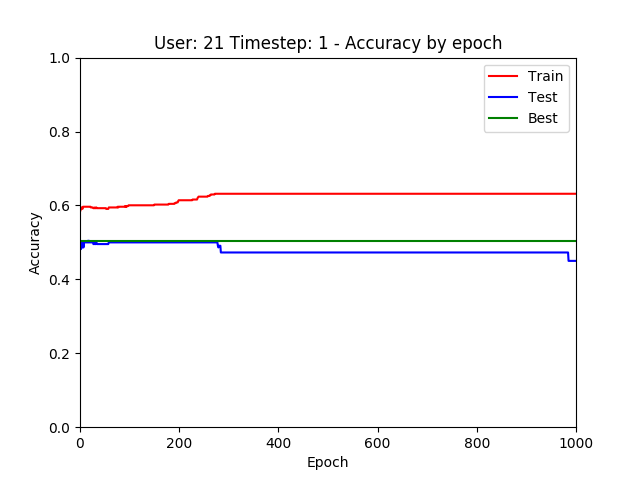 User: 21 Timestep: 1 - Accuracy by epoch
1.0
0.8
0.6
0.4
0.2
0.0
Accuracy
Train
Test
Best
0 200 400 600 800 1000
Epoch